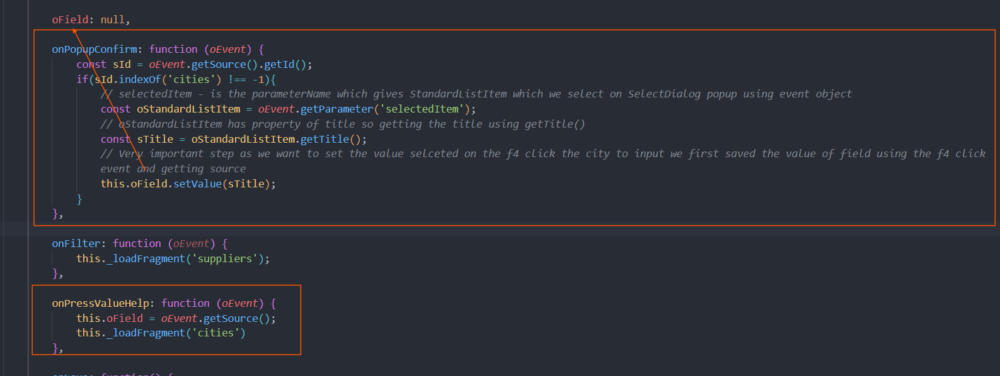 oField: null,
onPopupConfirm: function (oEvent) {
const sId = oEvent.getSource().getId();
if(sId.indexOf('cities') !== -1){
// selectedItem - is the parameterName which gives StandardListItem which we select on SelectDialog popup using event object
const oStandardListItem = oEvent.getParameter('selectedItem');
// oStandardListItem has property of title so getting the title using getTitle()
const sTitle = oStandardListItem.getTitle();
// Very important step as we want to set the value selceted on the f4 click the city to input we first saved the value of field using the f4 click
event and getting source
this.oField.setValue(sTitle);
}
},
onFilter: function (oEvent) {
this._loadFragment('suppliers');
},
onPressValueHelp: function (oEvent) {
this.oField = oEvent.getSource();
this._loadFragment('cities')
},